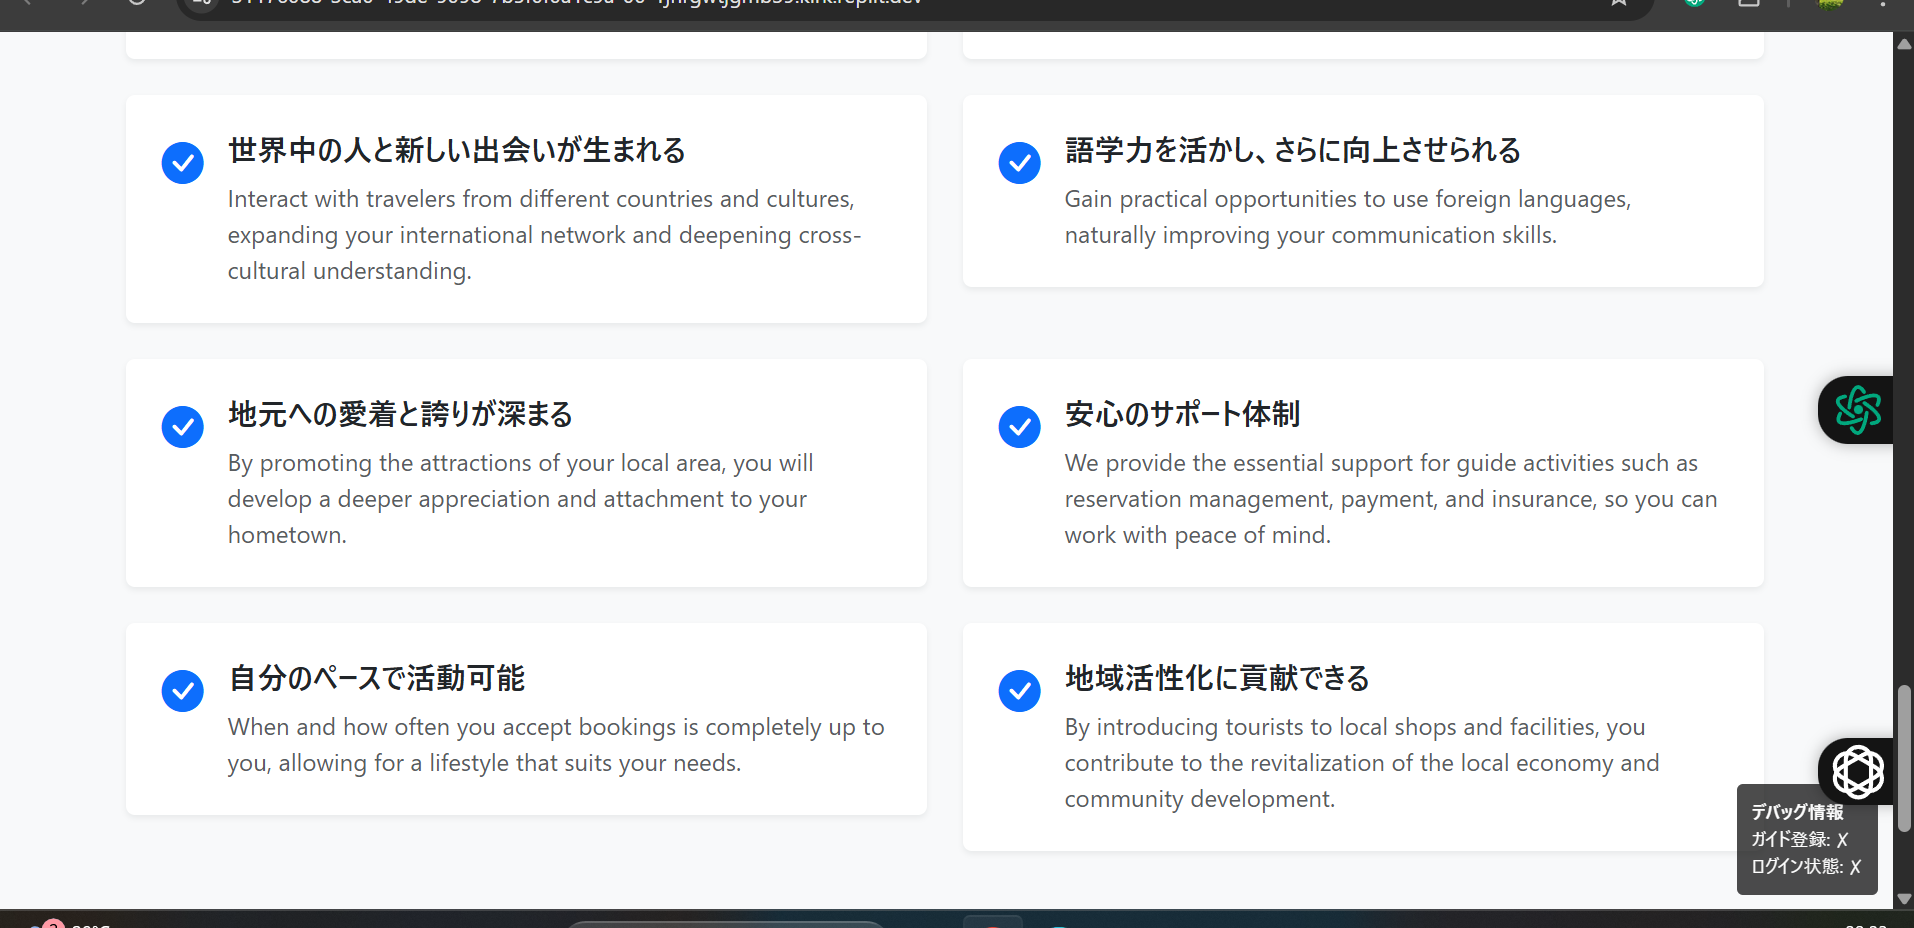 世界中の人と新しい出会いが生まれる
Interact with travelers from different countries and cultures,
expanding your international network and deepening cross-
cultural understanding.
語学力を活かし、さらに向上させられる
Gain practical opportunities to use foreign languages,
naturally improving your communication skills.
地元への愛着と誇りが深まる
By promoting the attractions of your local area, you will
develop a deeper appreciation and attachment to your
hometown.
安心のサポート体制
We provide the essential support for guide activities such as
reservation management, payment, and insurance, so you can
work with peace of mind.
自分のペースで活動可能
When and how often you accept bookings is completely up to
you, allowing for a lifestyle that suits your needs.
地域活性化に貢献できる
By introducing tourists to local shops and facilities, you
contribute to the revitalization of the local economy and
community development.
デバッグ情報
ガイド登録: ✗
ログイン状態: ✗